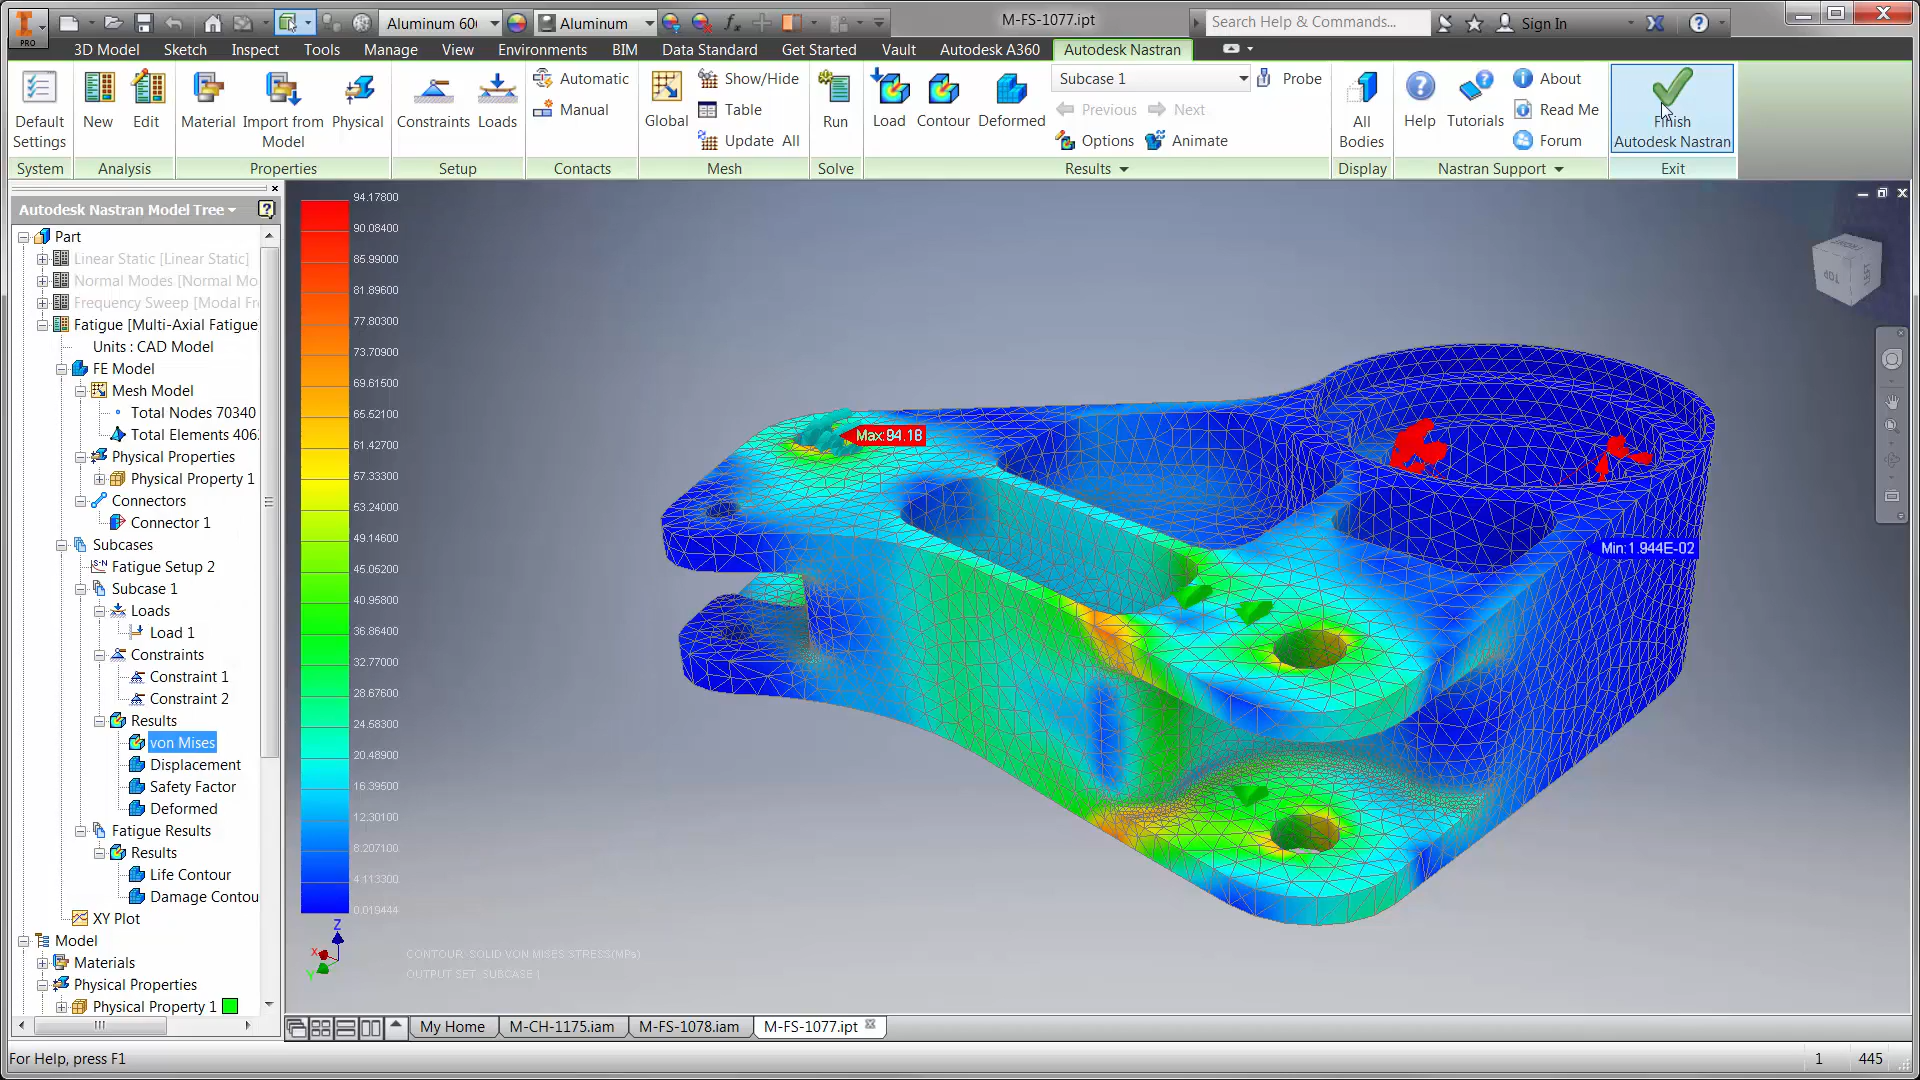 PRO
Aluminum 606
Aluminum
M-FS-1077.ipt
Search Help & Commands...
Sign In
3D Model
Sketch
Inspect
Tools
Manage
View
Environments
BIM
Data Standard
Get Started
Vault
Autodesk A360
Autodesk Nastran
Default Settings
New
Edit
Material
Import from Model
Physical
Constraints
Loads
Automatic
Manual
Global
Show/Hide
Table
Update All
Run
Load
Contour
Deformed
Subcase 1
Probe
Previous
Next
Options
Animate
All Bodies
Help
Tutorials
About
Read Me
Forum
Finish
Autodesk Nastran
System
Analysis
Properties
Setup
Contacts
Mesh
Solve
Results
Display
Nastran Support
Exit
Autodesk Nastran Model Tree
Part
Linear Static [Linear Static]
Normal Modes [Normal Mo
Frequency Sweep [Modal Fr
Fatigue [Multi-Axial Fatigue
Units : CAD Model
FE Model
Mesh Model
Total Nodes 70340
Total Elements 406
Physical Properties
Physical Property 1
Connectors
Connector 1
Subcases
S-N Fatigue Setup 2
Subcase 1
Loads
Load 1
Constraints
Constraint 1
Constraint 2
Results
von Mises
Displacement
Safety Factor
Deformed
Fatigue Results
Results
Life Contour
Damage Contou
XY Plot
Model
Materials
Physical Properties
Physical Property 1
94.17800
90.08400
85.99000
81.89600
77.80300
73.70900
69.61500
65.52100
61.42700
57.33300
53.24000
49.14600
45.05200
40.95800
36.86400
32.77000
28.67600
24.58300
20.48900
16.39500
12.30100
8.207100
4.113300
0.019444
Max:94.18
Min:1.944E-02
TOP
LEFT
Z
X
Y
CONTOUR: SOLID VON MISES STRESS(MPa)
OUTPUT SET: SUBCASE 1
My Home
M-CH-1175.iam
M-FS-1078.iam
M-FS-1077.ipt
For Help, press F1
1
445